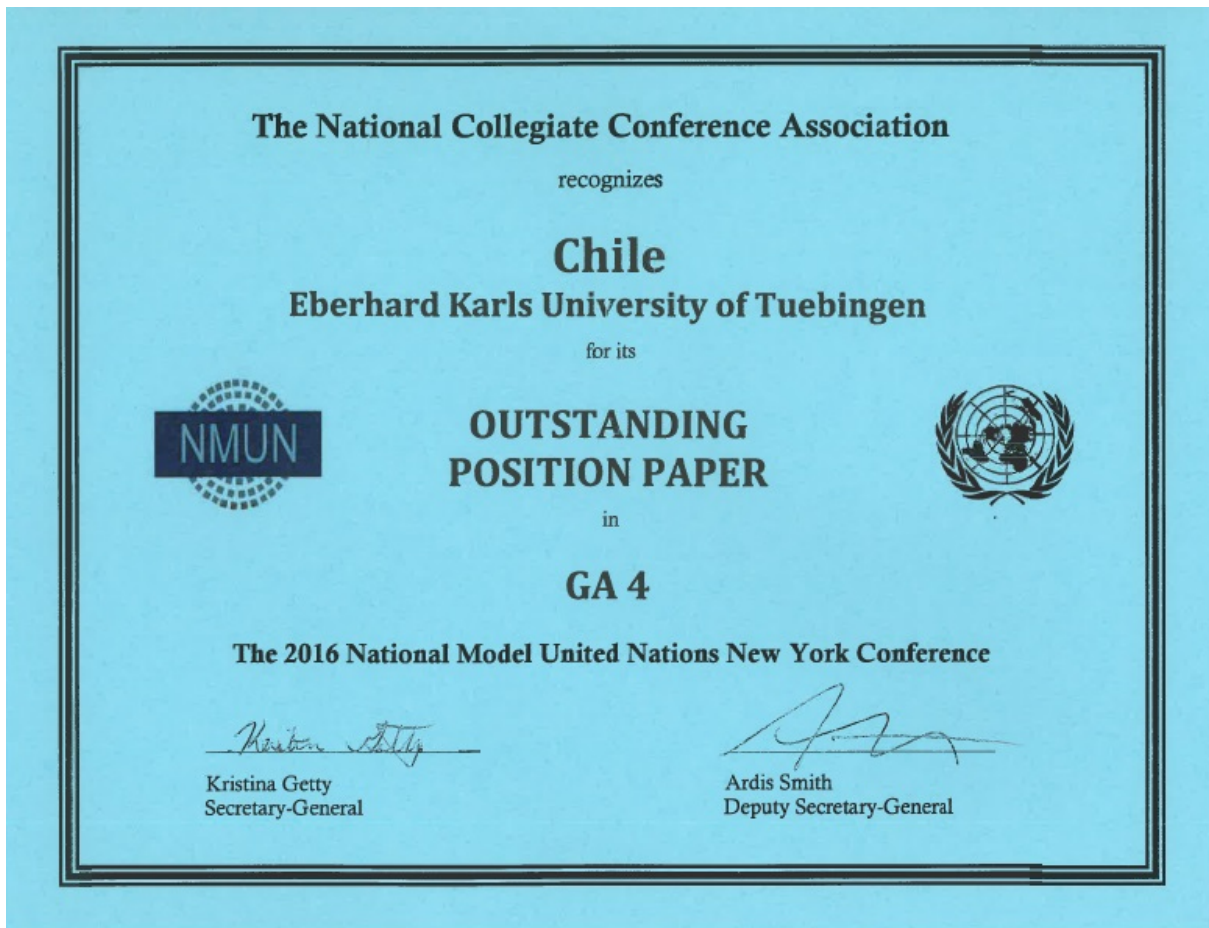 The National Collegiate Conference Association
recognizes
Chile
Eberhard Karls University of Tuebingen
for its
NMUN
OUTSTANDING
POSITION PAPER
in
GA 4
The 2016 National Model United Nations New York Conference
Kristina Getty
Secretary-General
Ardis Smith
Deputy Secretary-General